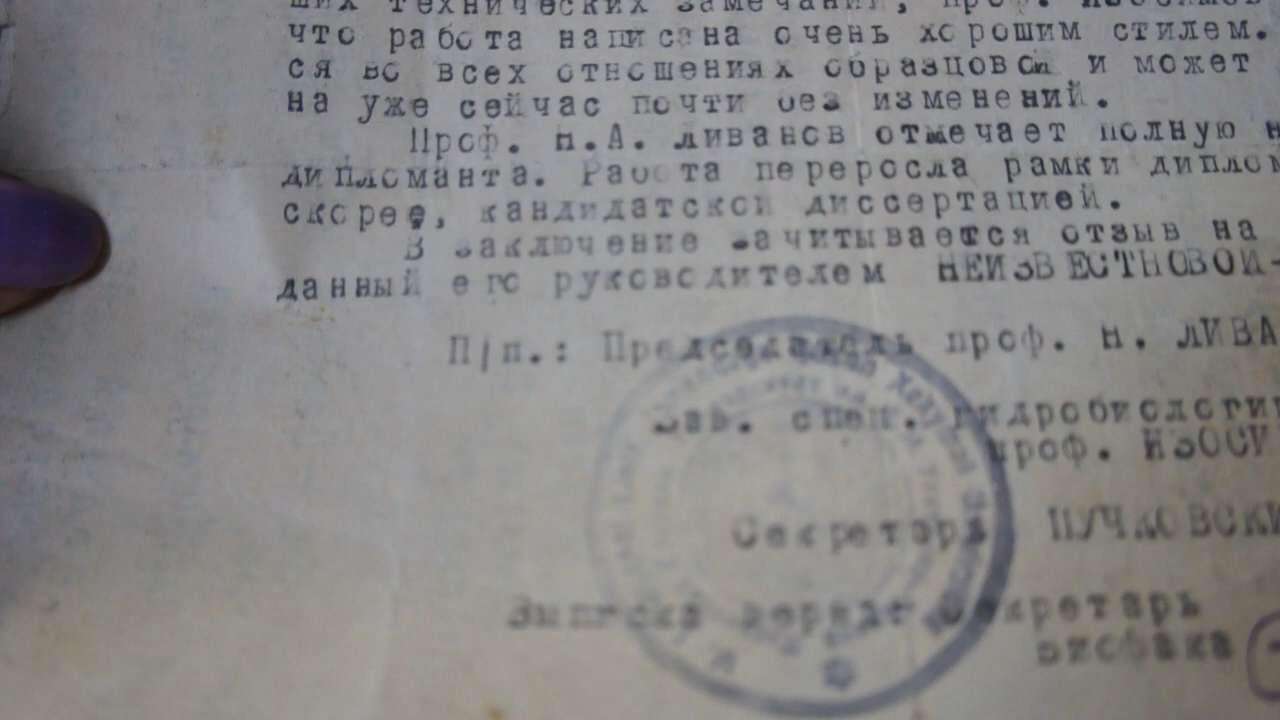 ших технических замечаний, проф. Изосимов
что работа написана очень хорошим стилем.
ся во всех отношениях образцовой и может
на уже сейчас почти без изменений.
Проф. Н.А. Ливанов отмечает полную
дипломанта. Работа переросла рамки диплом
скорее, кандидатской диссертацией.
В заключение зачитывается отзыв на
данный его руководителем НЕИЗВЕСТНОВОЙ-
П/п.: Председатель проф. Н. ЛИВА
Зав. спец. гидробиологии
проф. ИЗОСИ
Секретарь ПУЧКОВСКИ
Выписка верна: Секретарь
биофака